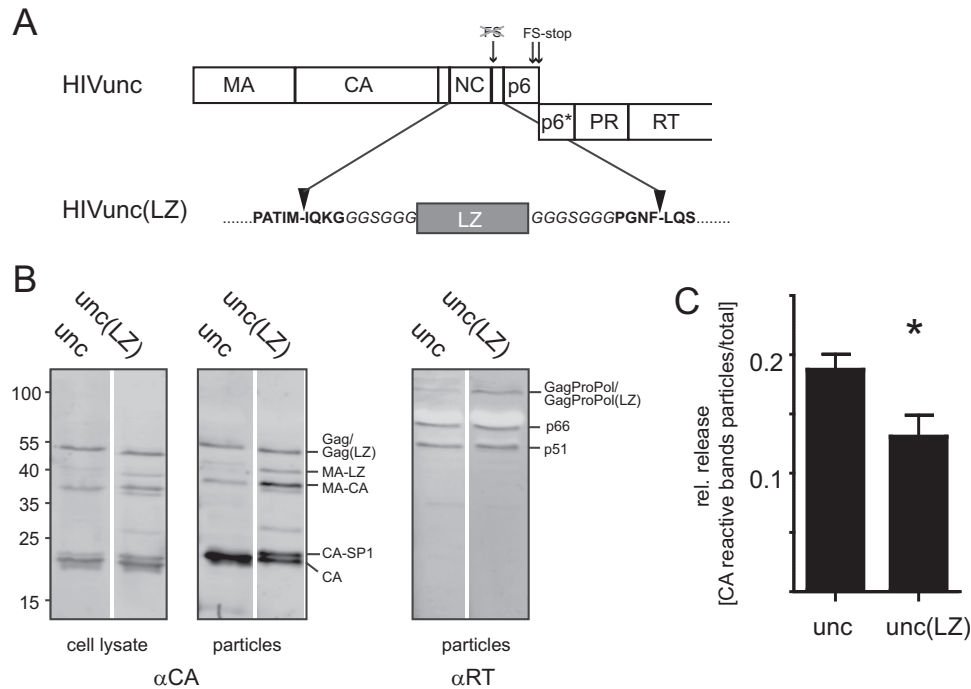 A
FS FS-stop
HIVunc MA CA NC p6
p6* PR RT
HIVunc(LZ) ........PATIM-IQKGGGGSGGG LZ GGGSGGGPGNF-LQS........
B
unc unc(LZ) unc unc(LZ) unc unc(LZ)
100
55
40
35
25
15
Gag/
Gag(LZ)
MA-LZ
MA-CA
CA-SP1
CA
GagProPol/
GagProPol(LZ)
p66
p51
cell lysate particles particles
αCA αRT
C
rel. release
[CA reactive bands particles/total]
0.2
0.1
*
unc unc(LZ)